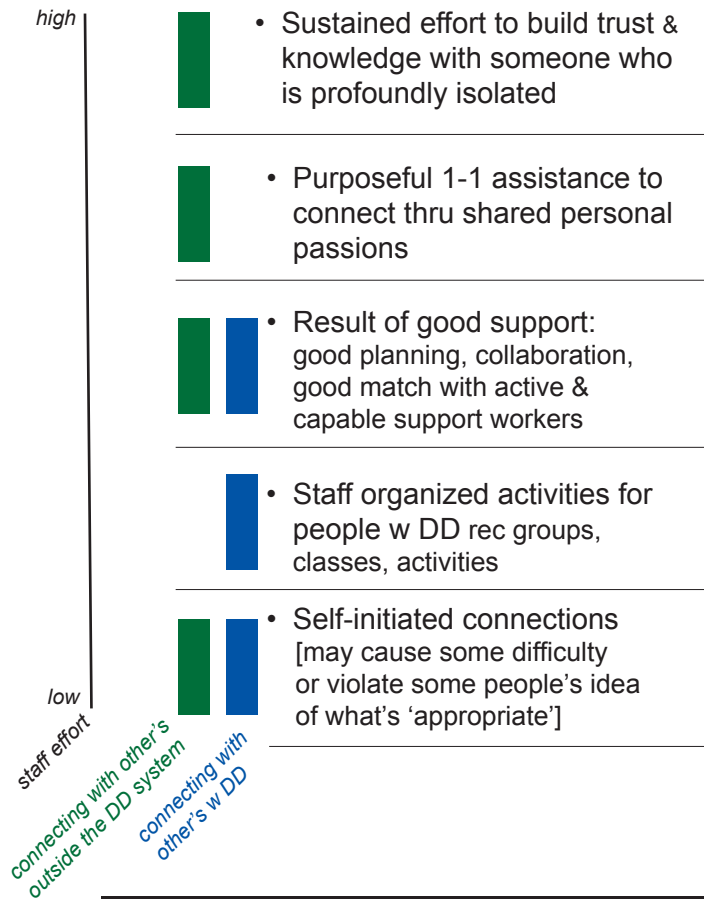 high
• Sustained effort to build trust &
knowledge with someone who
is profoundly isolated
• Purposeful 1-1 assistance to
connect thru shared personal
passions
• Result of good support:
good planning, collaboration,
good match with active &
capable support workers
• Staff organized activities for
people w DD rec groups,
classes, activities
• Self-initiated connections
[may cause some difficulty
or violate some people’s idea
of what’s ‘appropriate’]
low
staff effort
connecting with other’s
outside the DD system
connecting with
other’s w DD